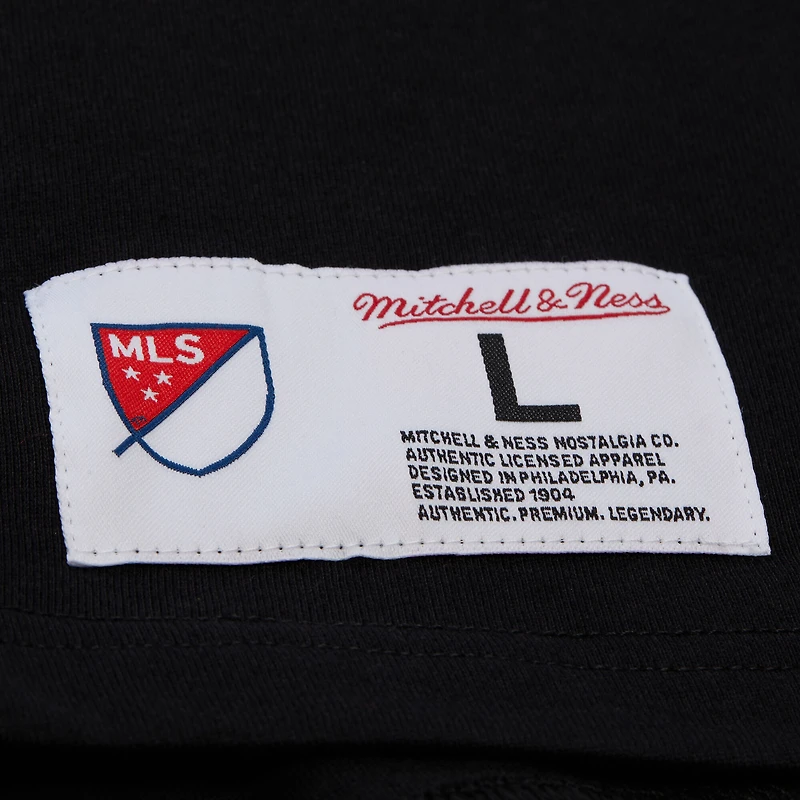 MLS
Mitchell & Ness
L
MITCHELL & NESS NOSTALGIA CO.
AUTHENTIC LICENSED APPAREL
DESIGNED IN PHILADELPHIA, PA.
ESTABLISHED 1904
AUTHENTIC. PREMIUM. LEGENDARY.